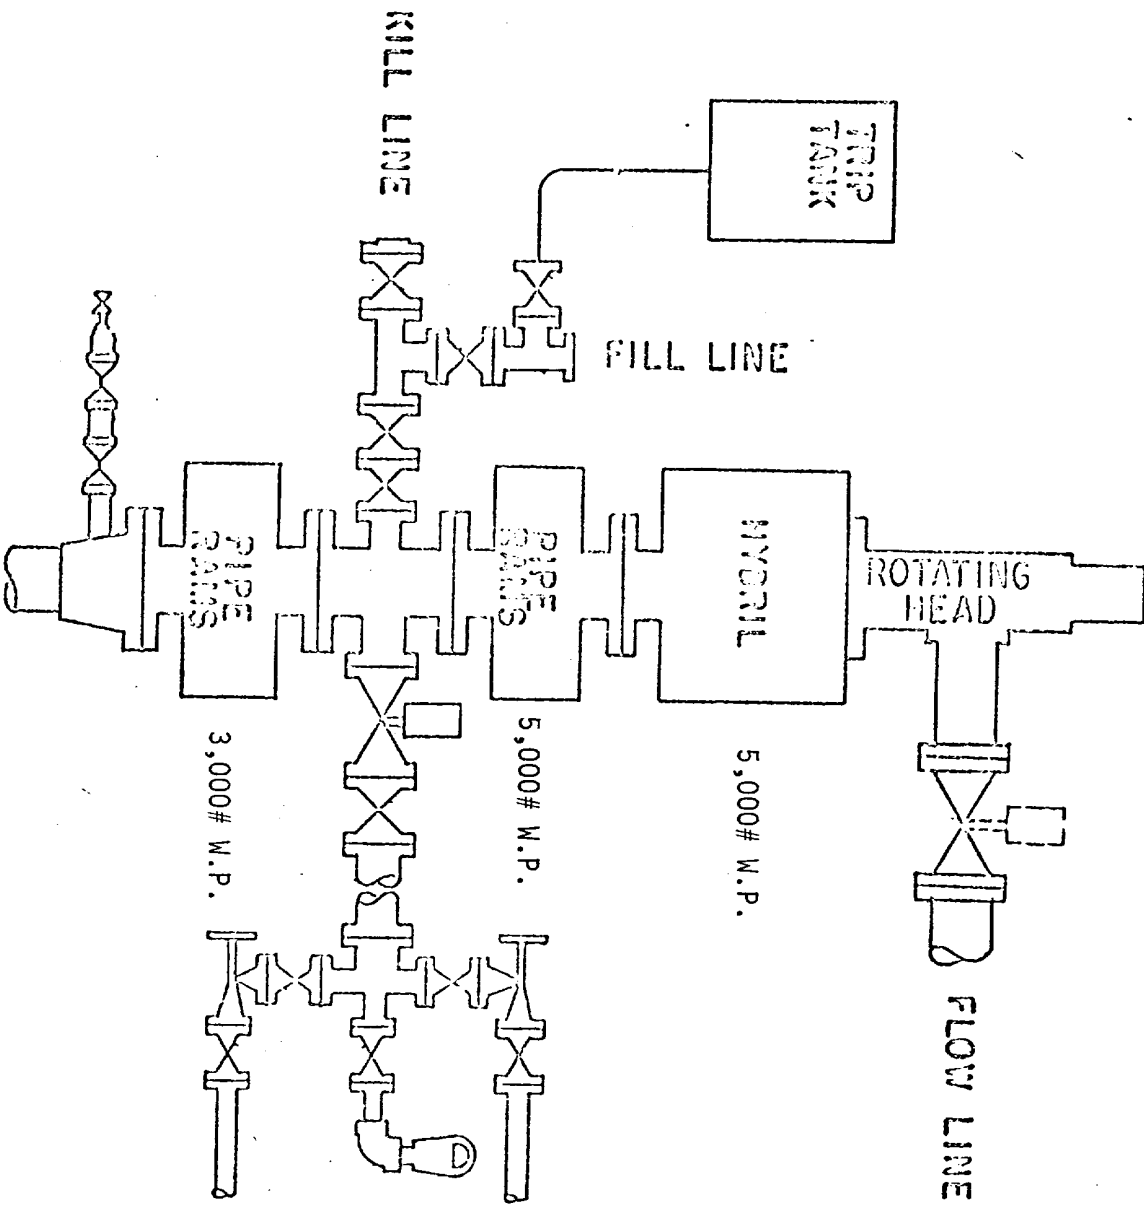 TRIP
TANK
KILL LINE
FILL LINE
ROTATING
HEAD
HYDRIL
5,000# W.P.
PIPE
RAMS
5,000# W.P.
PIPE
RAMS
3,000# W.P.
FLOW LINE